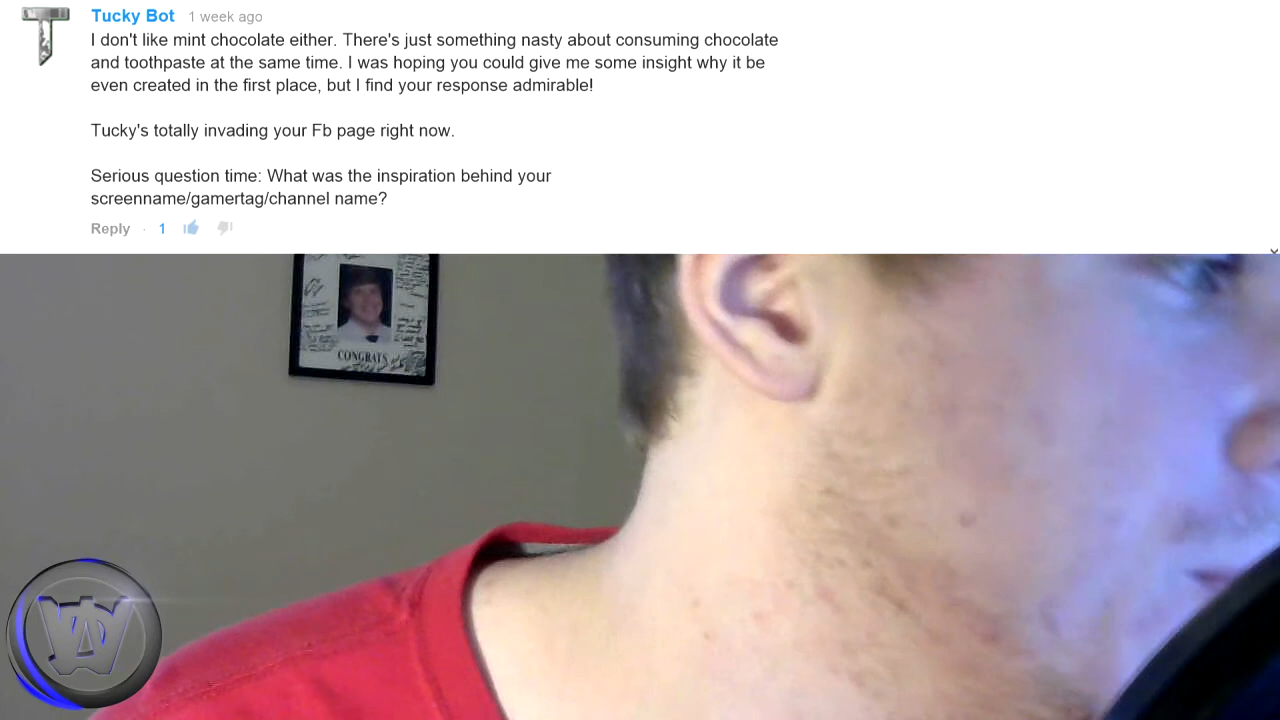 Tucky Bot 1 week ago
I don't like mint chocolate either. There's just something nasty about consuming chocolate
and toothpaste at the same time. I was hoping you could give me some insight why it be
even created in the first place, but I find your response admirable!
Tucky's totally invading your Fb page right now.
Serious question time: What was the inspiration behind your
screenname/gamertag/channel name?
Reply · 1
CONGRATS